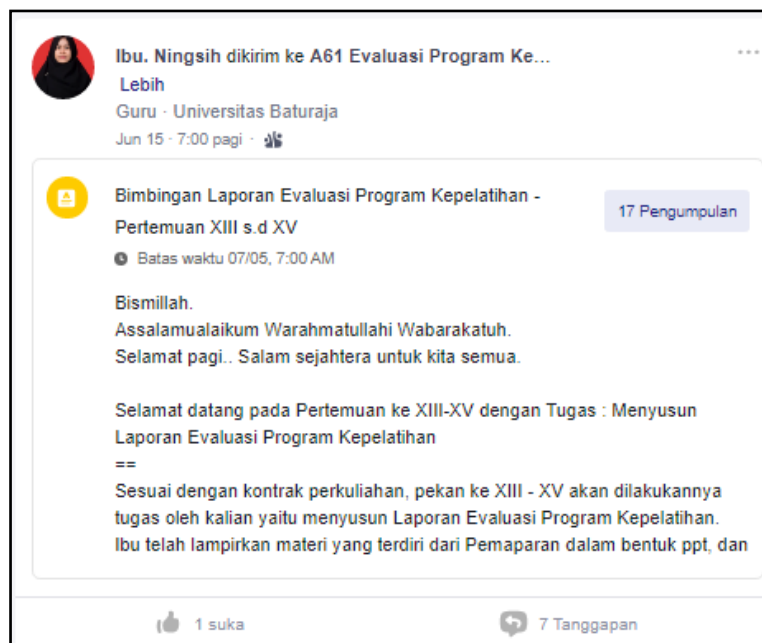 Ibu. Ningsih dikirim ke A61 Evaluasi Program Ke...
Lebih
Guru · Universitas Baturaja
Jun 15 · 7:00 pagi ·
Bimbingan Laporan Evaluasi Program Kepelatihan -
Pertemuan XIII s.d XV
17 Pengumpulan
Batas waktu 07/05, 7:00 AM
Bismillah.
Assalamualaikum Warahmatullahi Wabarakatuh.
Selamat pagi.. Salam sejahtera untuk kita semua.
Selamat datang pada Pertemuan ke XIII-XV dengan Tugas : Menyusun
Laporan Evaluasi Program Kepelatihan
==
Sesuai dengan kontrak perkuliahan, pekan ke XIII - XV akan dilakukannya
tugas oleh kalian yaitu menyusun Laporan Evaluasi Program Kepelatihan.
Ibu telah lampirkan materi yang terdiri dari Pemaparan dalam bentuk ppt, dan
1 suka
7 Tanggapan